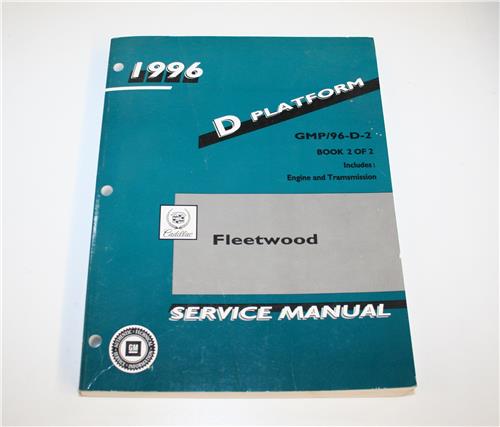 1996
D PLATFORM
GMP/96-D-2
BOOK 2 OF 2
Includes:
Engine and Transmission
Cadillac
Fleetwood
SERVICE MANUAL
GM